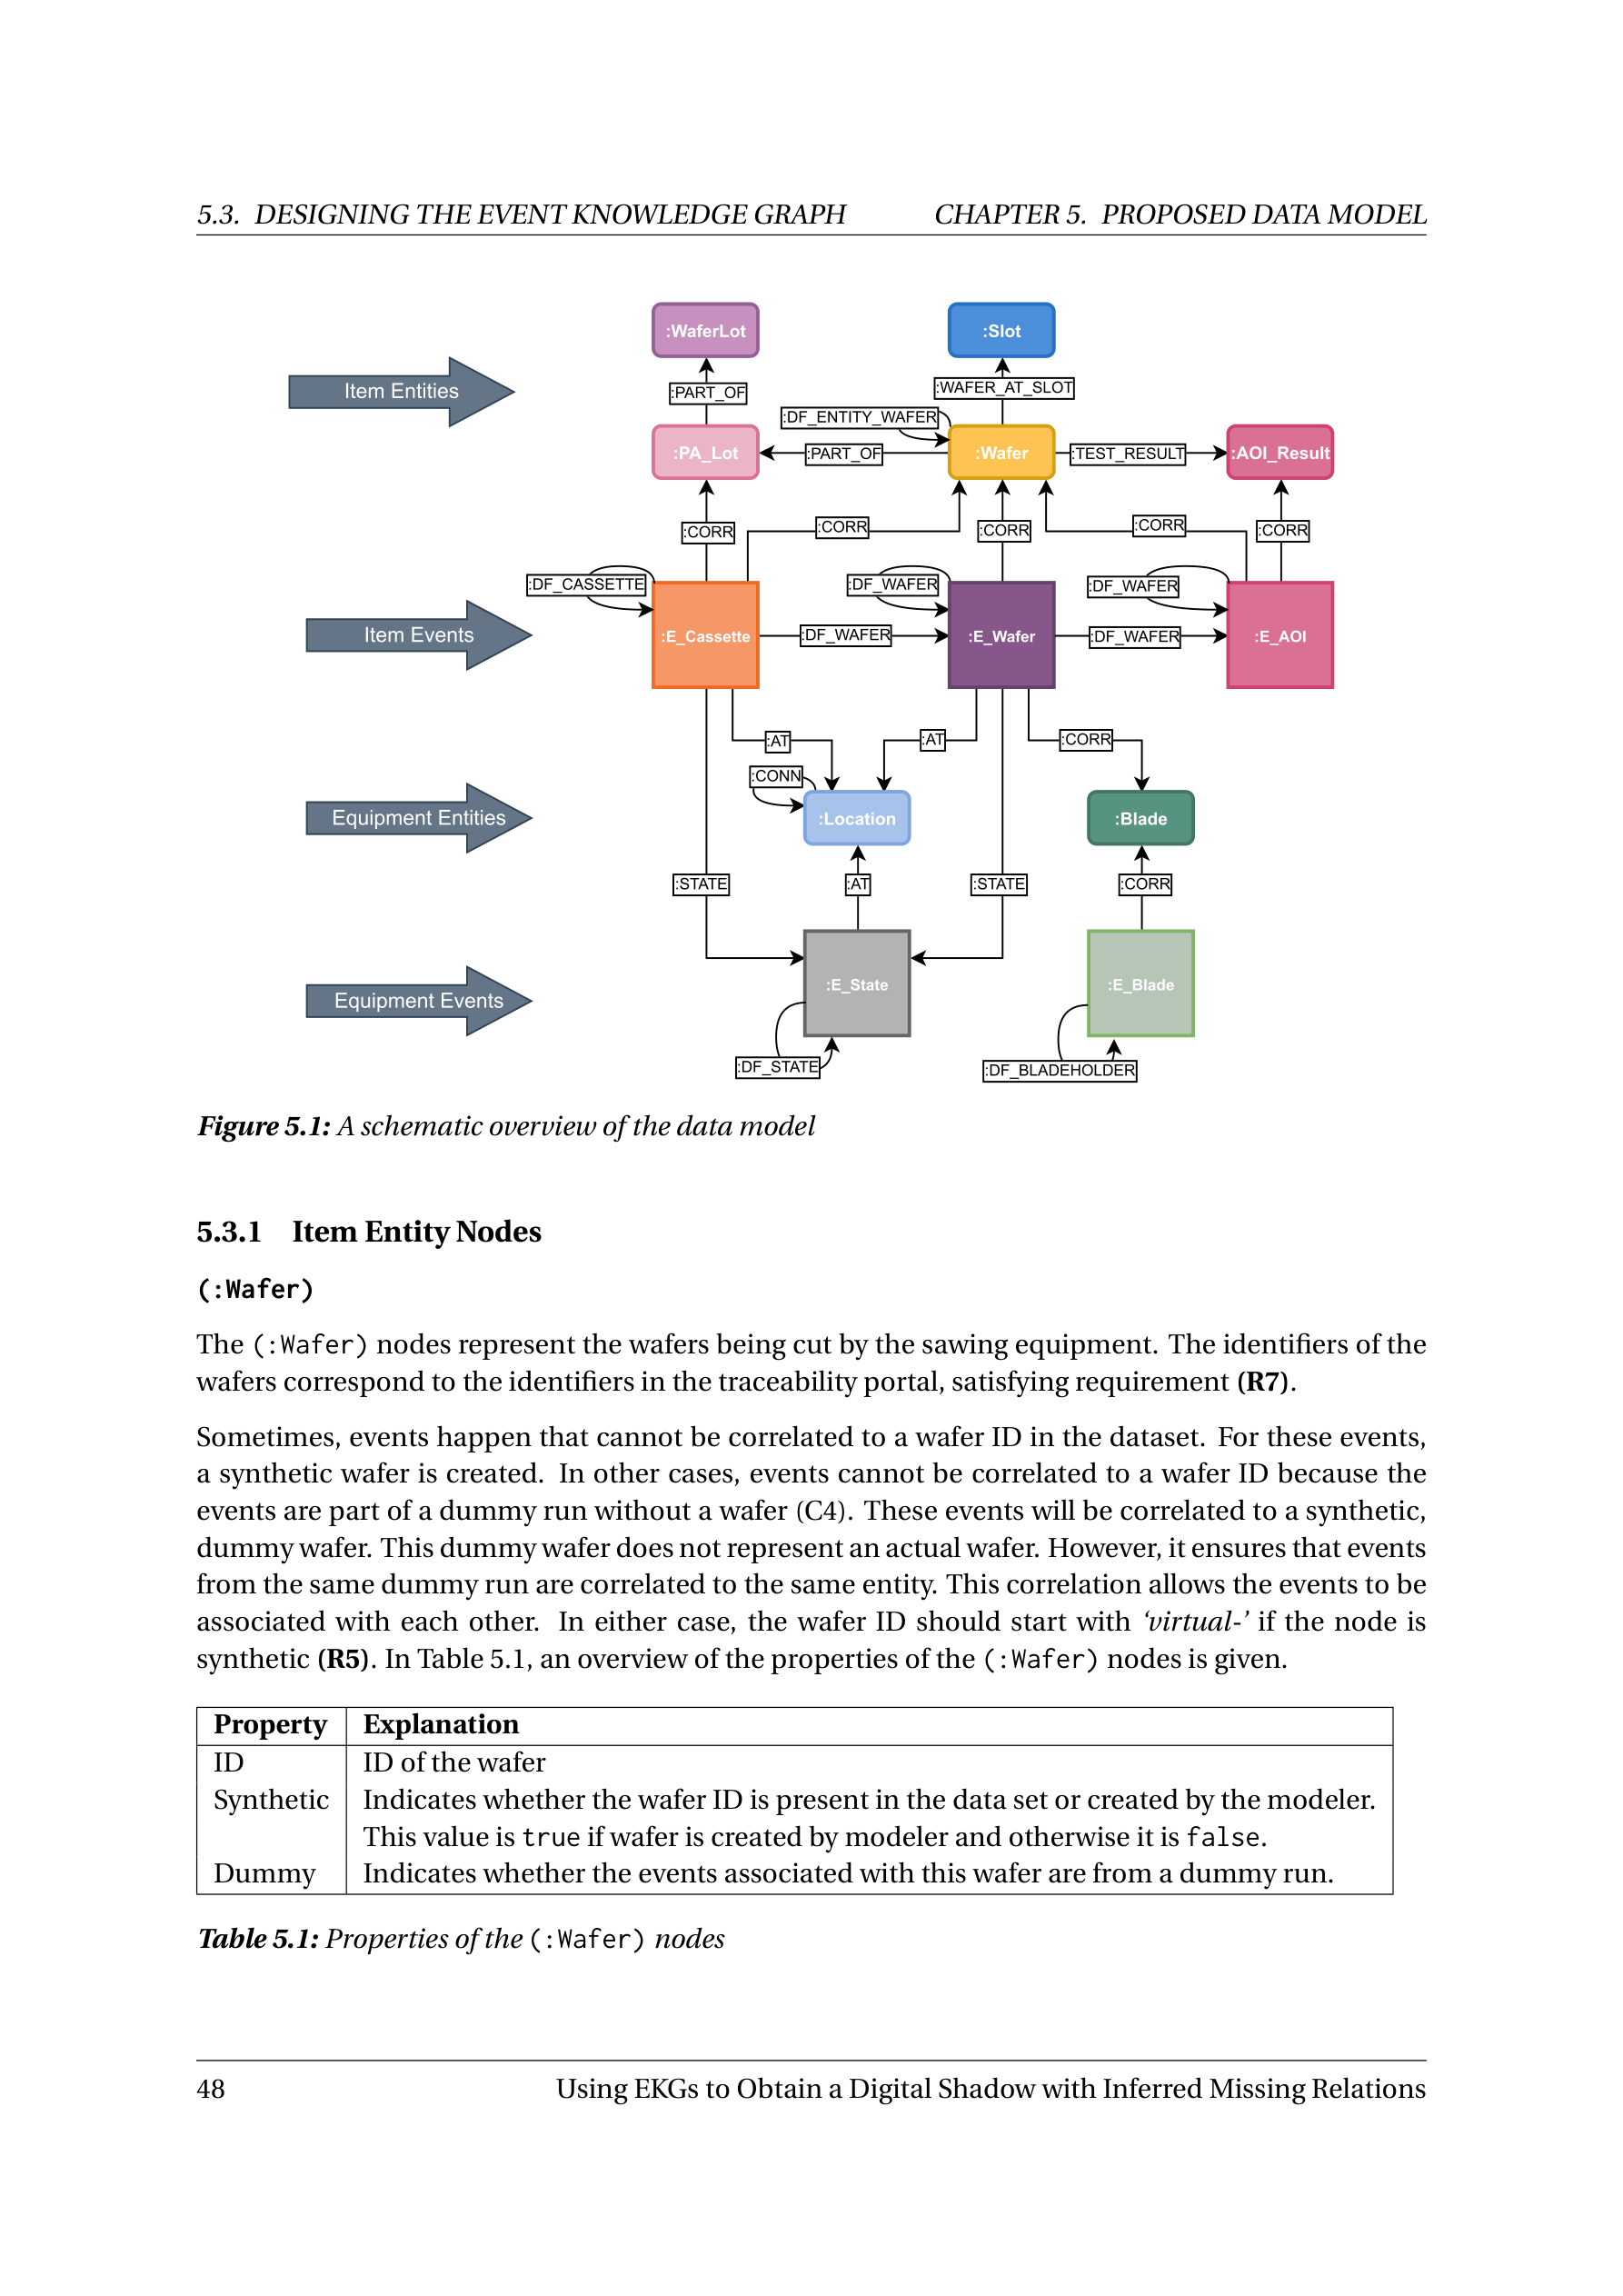 5.3. DESIGNING THE EVENT KNOWLEDGE GRAPH CHAPTER 5. PROPOSED DATA MODEL
:WaferLot :Slot
Item Entities :PART_OF :WAFER_AT_SLOT
:DF_ENTITY_WAFER
:PA_Lot :PART_OF :Wafer :TEST_RESULT :AOI_Result
:CORR :CORR :CORR :CORR :CORR
:DF_CASSETTE :DF_WAFER :DF_WAFER
Item Events :E_Cassette :DF_WAFER :E_Wafer :DF_WAFER :E_AOI
:AT :AT :CORR
:CONN
Equipment Entities :Location :Blade
:STATE :AT :STATE :CORR
Equipment Events :E_State :E_Blade
:DF_STATE :DF_BLADEHOLDER
Figure 5.1: A schematic overview of the data model
5.3.1 Item Entity Nodes
(:Wafer)
The (:Wafer) nodes represent the wafers being cut by the sawing equipment. The identifiers of the
wafers correspond to the identifiers in the traceability portal, satisfying requirement (R7).
Sometimes, events happen that cannot be correlated to a wafer ID in the dataset. For these events,
a synthetic wafer is created. In other cases, events cannot be correlated to a wafer ID because the
events are part of a dummy run without a wafer (C4). These events will be correlated to a synthetic,
dummy wafer. This dummy wafer does not represent an actual wafer. However, it ensures that events
from the same dummy run are correlated to the same entity. This correlation allows the events to be
associated with each other. In either case, the wafer ID should start with ‘virtual-’ if the node is
synthetic (R5). In Table 5.1, an overview of the properties of the (:Wafer) nodes is given.
Property Explanation
ID ID of the wafer
Synthetic Indicates whether the wafer ID is present in the data set or created by the modeler.
This value is true if wafer is created by modeler and otherwise it is false.
Dummy Indicates whether the events associated with this wafer are from a dummy run.
Table 5.1: Properties of the (:Wafer) nodes
48 Using EKGs to Obtain a Digital Shadow with Inferred Missing Relations